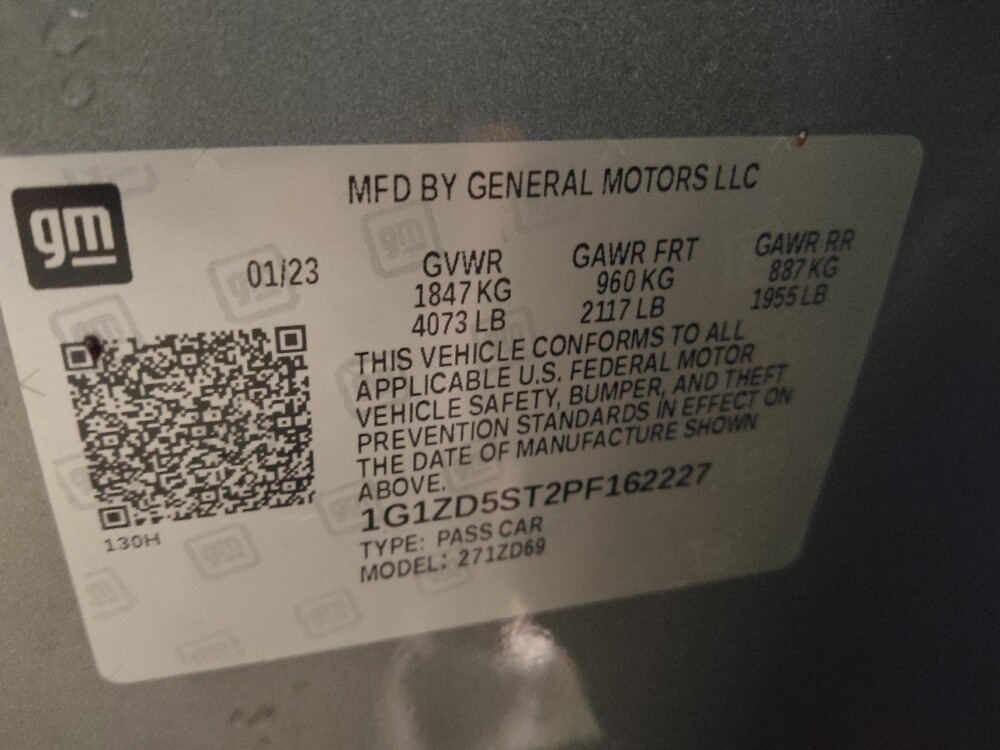 MFD BY GENERAL MOTORS LLC
gm
01/23
GVWR
1847 KG
4073 LB
GAWR FRT
960 KG
2117 LB
GAWR RR
887 KG
1955 LB
THIS VEHICLE CONFORMS TO ALL
APPLICABLE U.S. FEDERAL MOTOR
VEHICLE SAFETY, BUMPER, AND THEFT
PREVENTION STANDARDS IN EFFECT ON
THE DATE OF MANUFACTURE SHOWN
ABOVE.
1G1ZD5ST2PF162227
TYPE: PASS CAR
MODEL: 271ZD69
130H